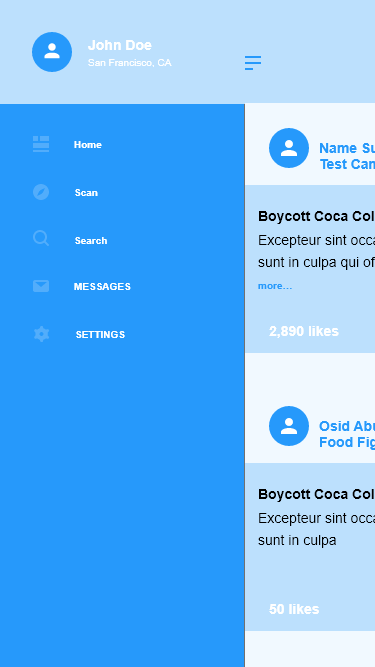 John Doe
San Francisco, CA
Home
Scan
Search
MESSAGES
SETTINGS
Name Su
Test Cam
Boycott Coca Col
Excepteur sint occa
sunt in culpa qui of
more...
2,890 likes
Osid Abu
Food Fig
Boycott Coca Col
Excepteur sint occa
sunt in culpa
50 likes